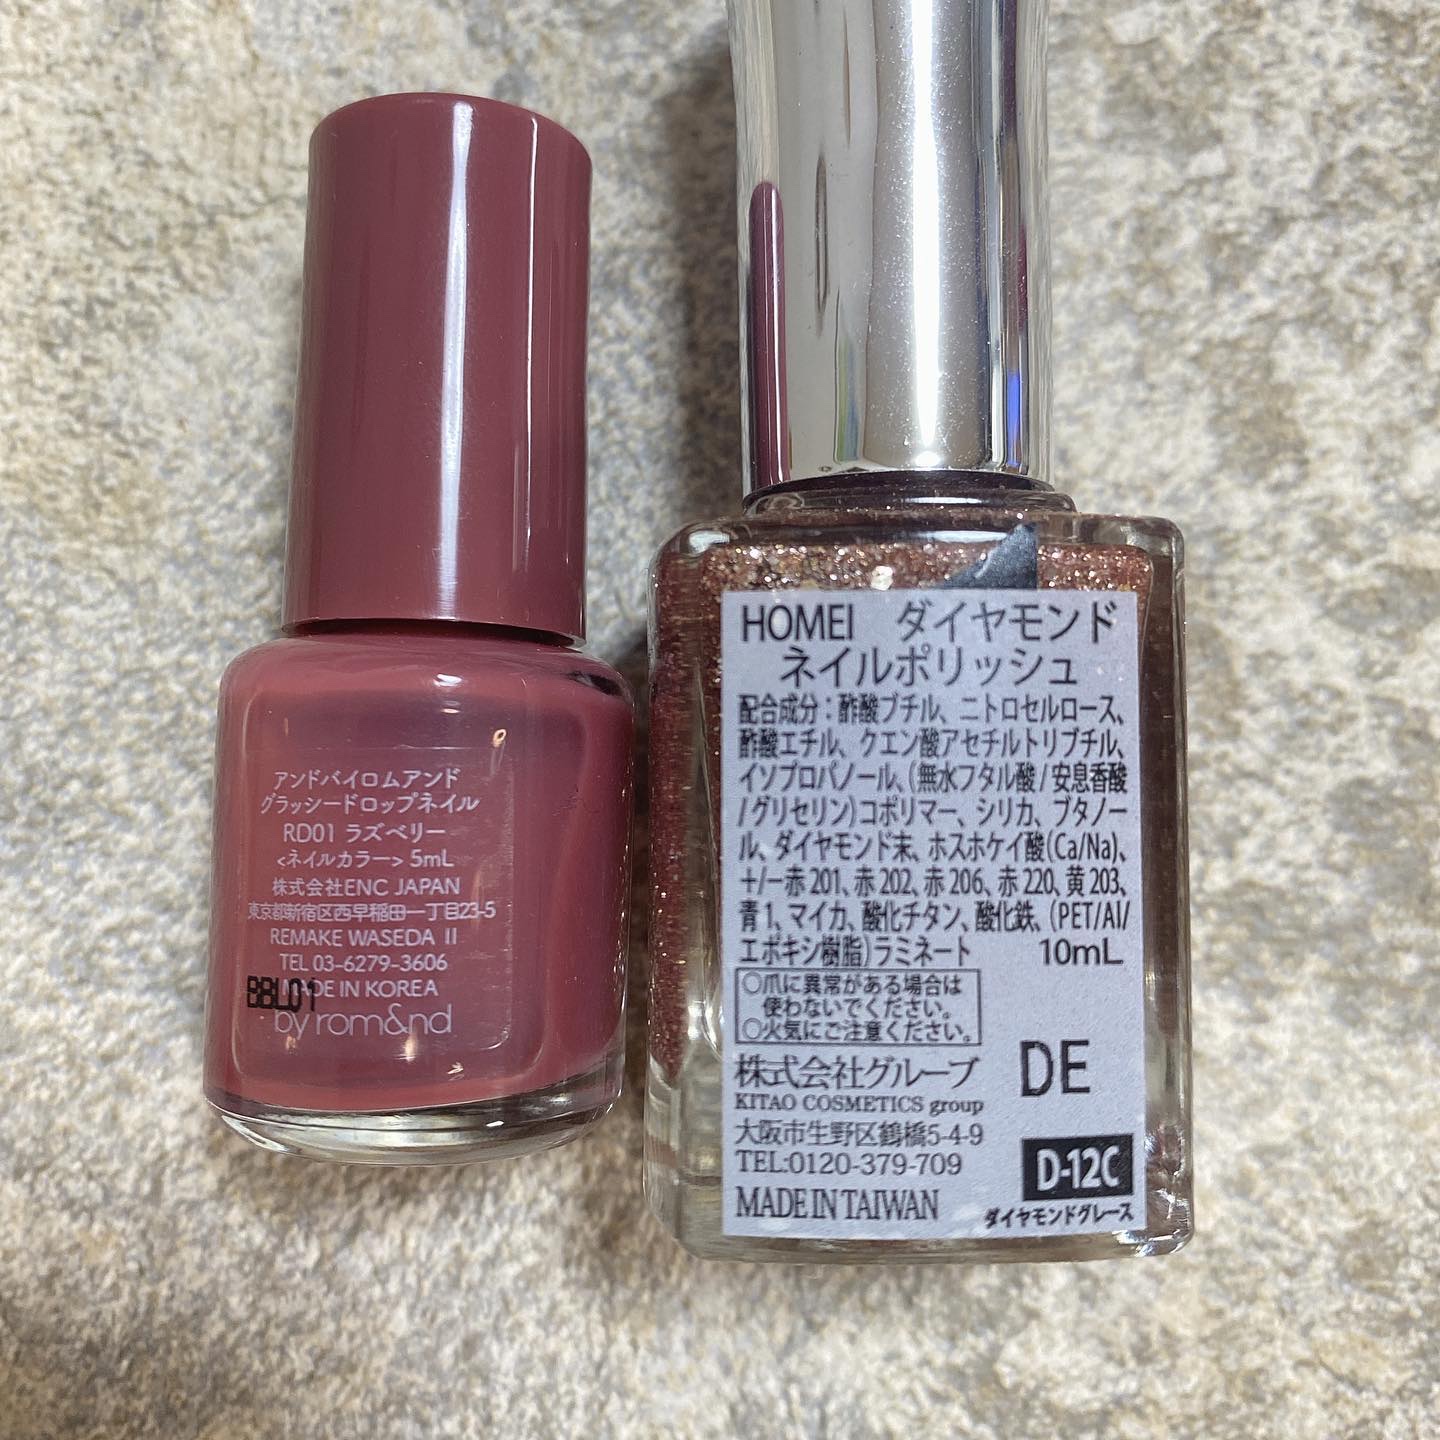 アンドバイロムアンド
グラッシードロップネイル
RD01 ラズベリー
<ネイルカラー> 5mL
株式会社ENC JAPAN
東京都新宿区西早稲田一丁目23-5
REMAKE WASEDA II
TEL 03-6279-3606
MADE IN KOREA
BBL01
by rom&nd
HOMEI ダイヤモンド
ネイルポリッシュ
配合成分:酢酸ブチル、ニトロセルロース、
酢酸エチル、クエン酸アセチルトリブチル、
イソプロパノール、(無水フタル酸/安息香酸
/グリセリン)コポリマー、シリカ、ブタノー
ル、ダイヤモンド末、ホスホケイ酸(Ca/Na)、
+/-赤201、赤202、赤206、赤220、黄203、
青1、マイカ、酸化チタン、酸化鉄、(PET/Al/
エポキシ樹脂)ラミネート 10mL
○爪に異常がある場合は
使わないでください。
○火気にご注意ください。
株式会社グルーブ
KITAO COSMETICS group
大阪市生野区鶴橋5-4-9
TEL:0120-379-709
MADE IN TAIWAN
DE
D-12C
ダイヤモンドグレース